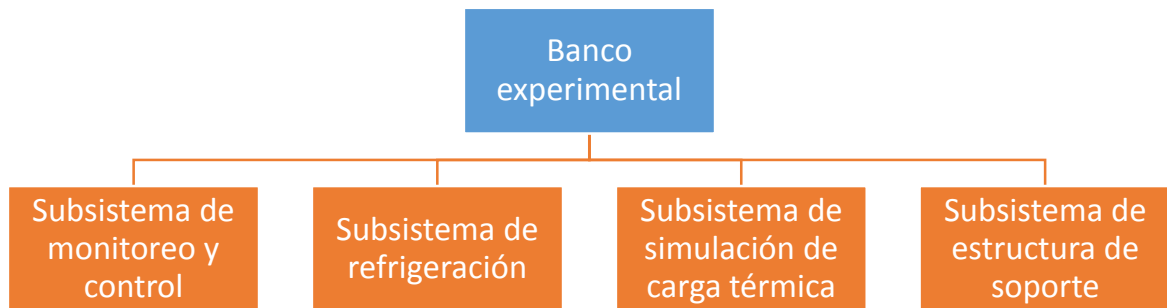 Banco
experimental
Subsistema de
monitoreo y
control
Subsistema de
refrigeración
Subsistema de
simulación de
carga térmica
Subsistema de
estructura de
soporte